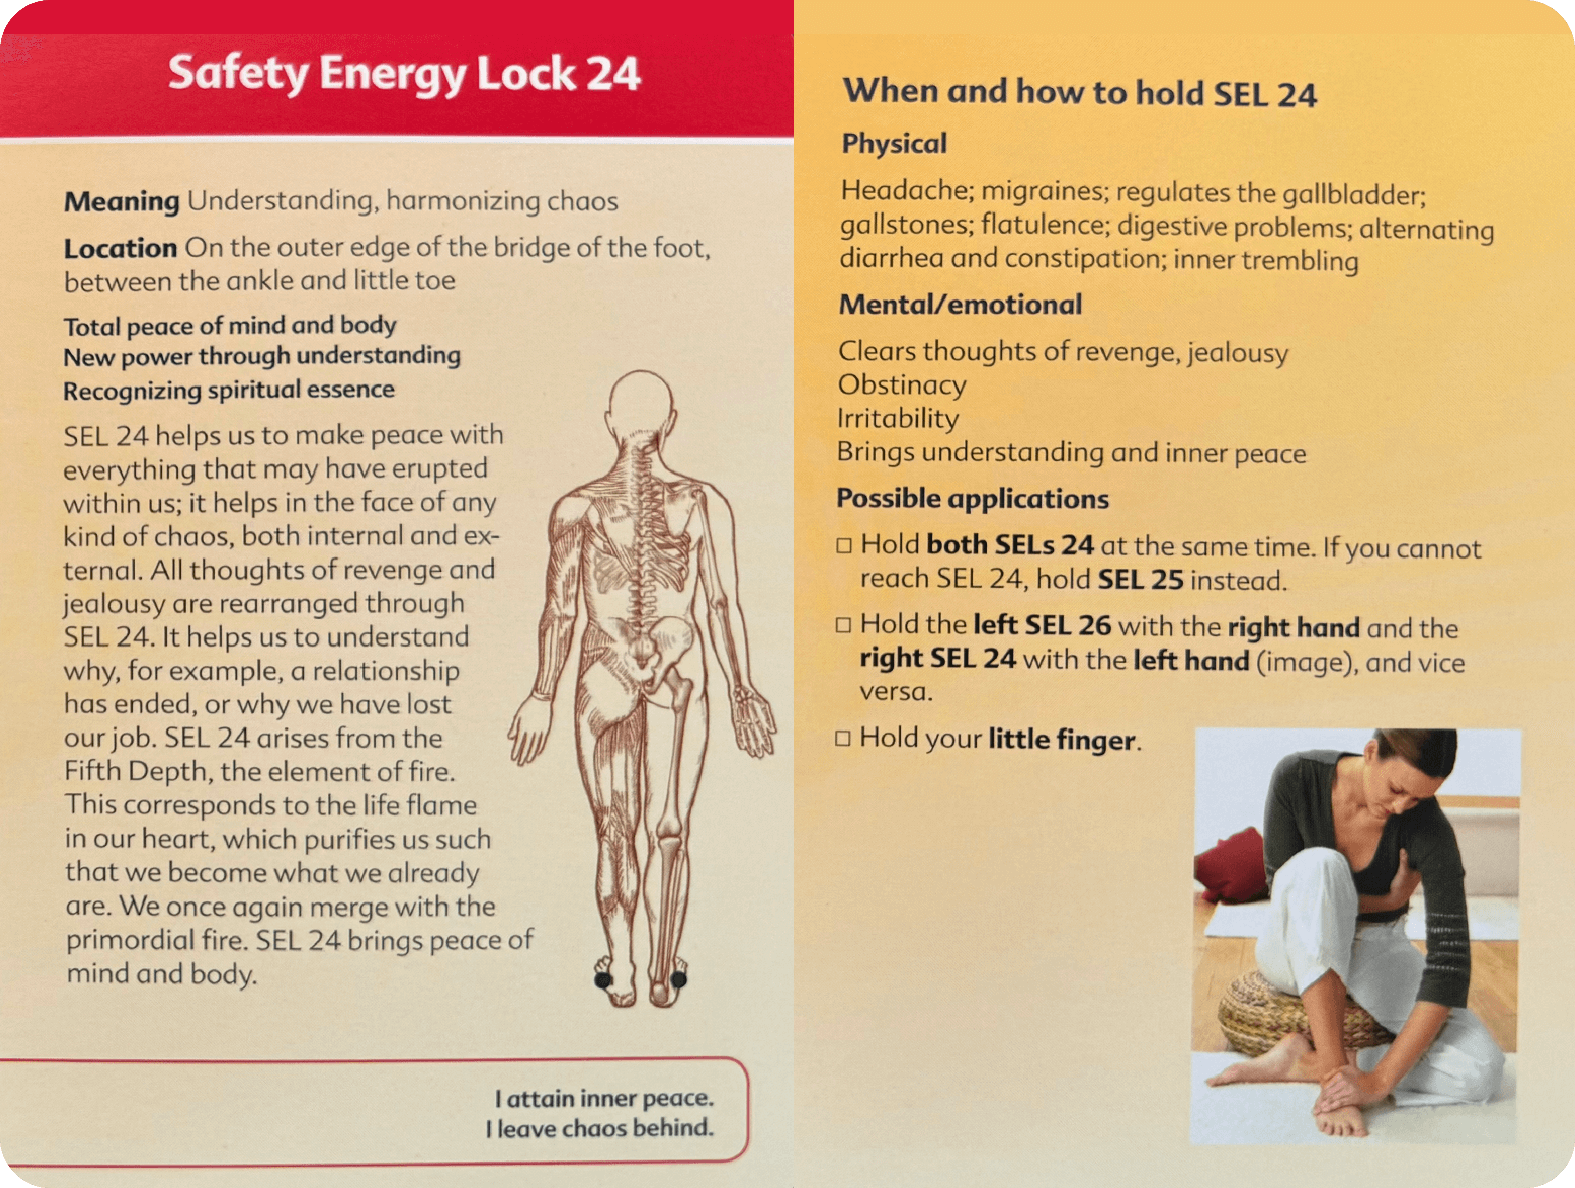 Safety Energy Lock 24
Meaning Understanding, harmonizing chaos
Location On the outer edge of the bridge of the foot,
between the ankle and little toe
Total peace of mind and body
New power through understanding
Recognizing spiritual essence
SEL 24 helps us to make peace with
everything that may have erupted
within us; it helps in the face of any
kind of chaos, both internal and ex-
ternal. All thoughts of revenge and
jealousy are rearranged through
SEL 24. It helps us to understand
why, for example, a relationship
has ended, or why we have lost
our job. SEL 24 arises from the
Fifth Depth, the element of fire.
This corresponds to the life flame
in our heart, which purifies us such
that we become what we already
are. We once again merge with the
primordial fire. SEL 24 brings peace of
mind and body.
I attain inner peace.
I leave chaos behind.
When and how to hold SEL 24
Physical
Headache; migraines; regulates the gallbladder;
gallstones; flatulence; digestive problems; alternating
diarrhea and constipation; inner trembling
Mental/emotional
Clears thoughts of revenge, jealousy
Obstinacy
Irritability
Brings understanding and inner peace
Possible applications
□ Hold both SELs 24 at the same time. If you cannot
reach SEL 24, hold SEL 25 instead.
□ Hold the left SEL 26 with the right hand and the
right SEL 24 with the left hand (image), and vice
versa.
□ Hold your little finger.